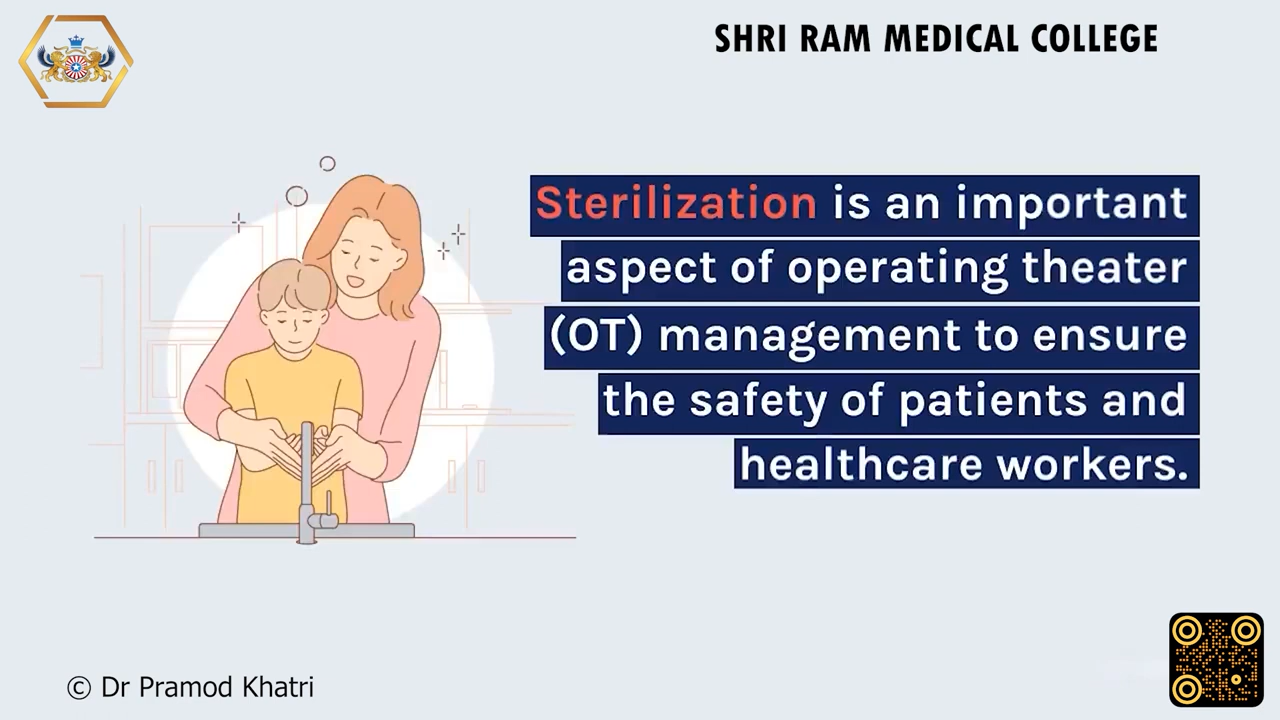 SHRI RAM MEDICAL COLLEGE
Sterilization is an important
aspect of operating theater
(OT) management to ensure
the safety of patients and
healthcare workers.
© Dr Pramod Khatri